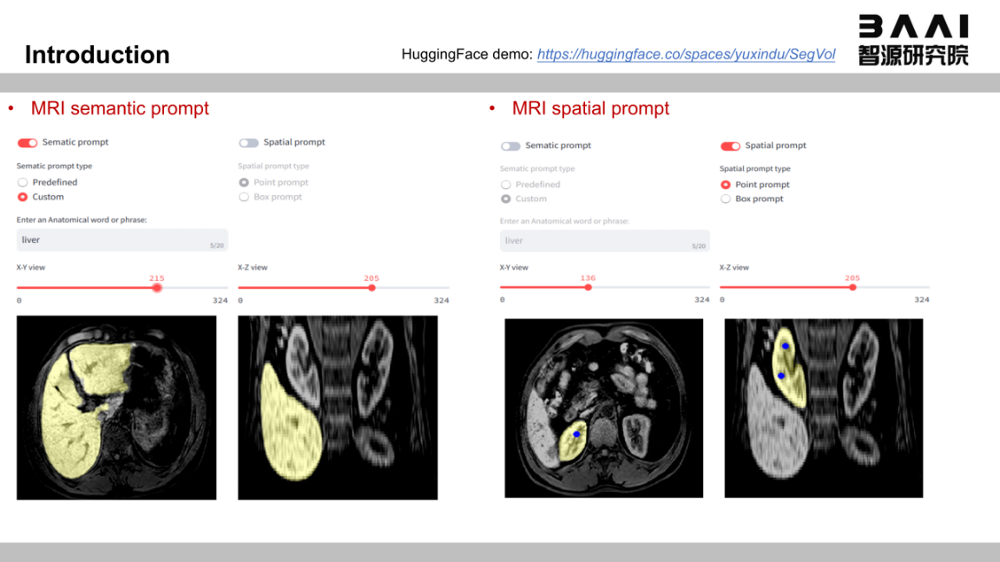 Introduction
HuggingFace demo: https://huggingface.co/spaces/yuxindu/SegVol
BAAI
智源研究院
• MRI semantic prompt
Sematic prompt
Spatial prompt
Sematic prompt type
Spatial prompt type
Predefined
Point prompt
Custom
Box prompt
Enter an Anatomical word or phrase:
liver
5/20
X-Y view
X-Z view
215
205
0 324
0 324
• MRI spatial prompt
Sematic prompt
Spatial prompt
Sematic prompt type
Spatial prompt type
Predefined
Point prompt
Custom
Box prompt
Enter an Anatomical word or phrase:
liver
5/20
X-Y view
X-Z view
136
205
0 324
0 324